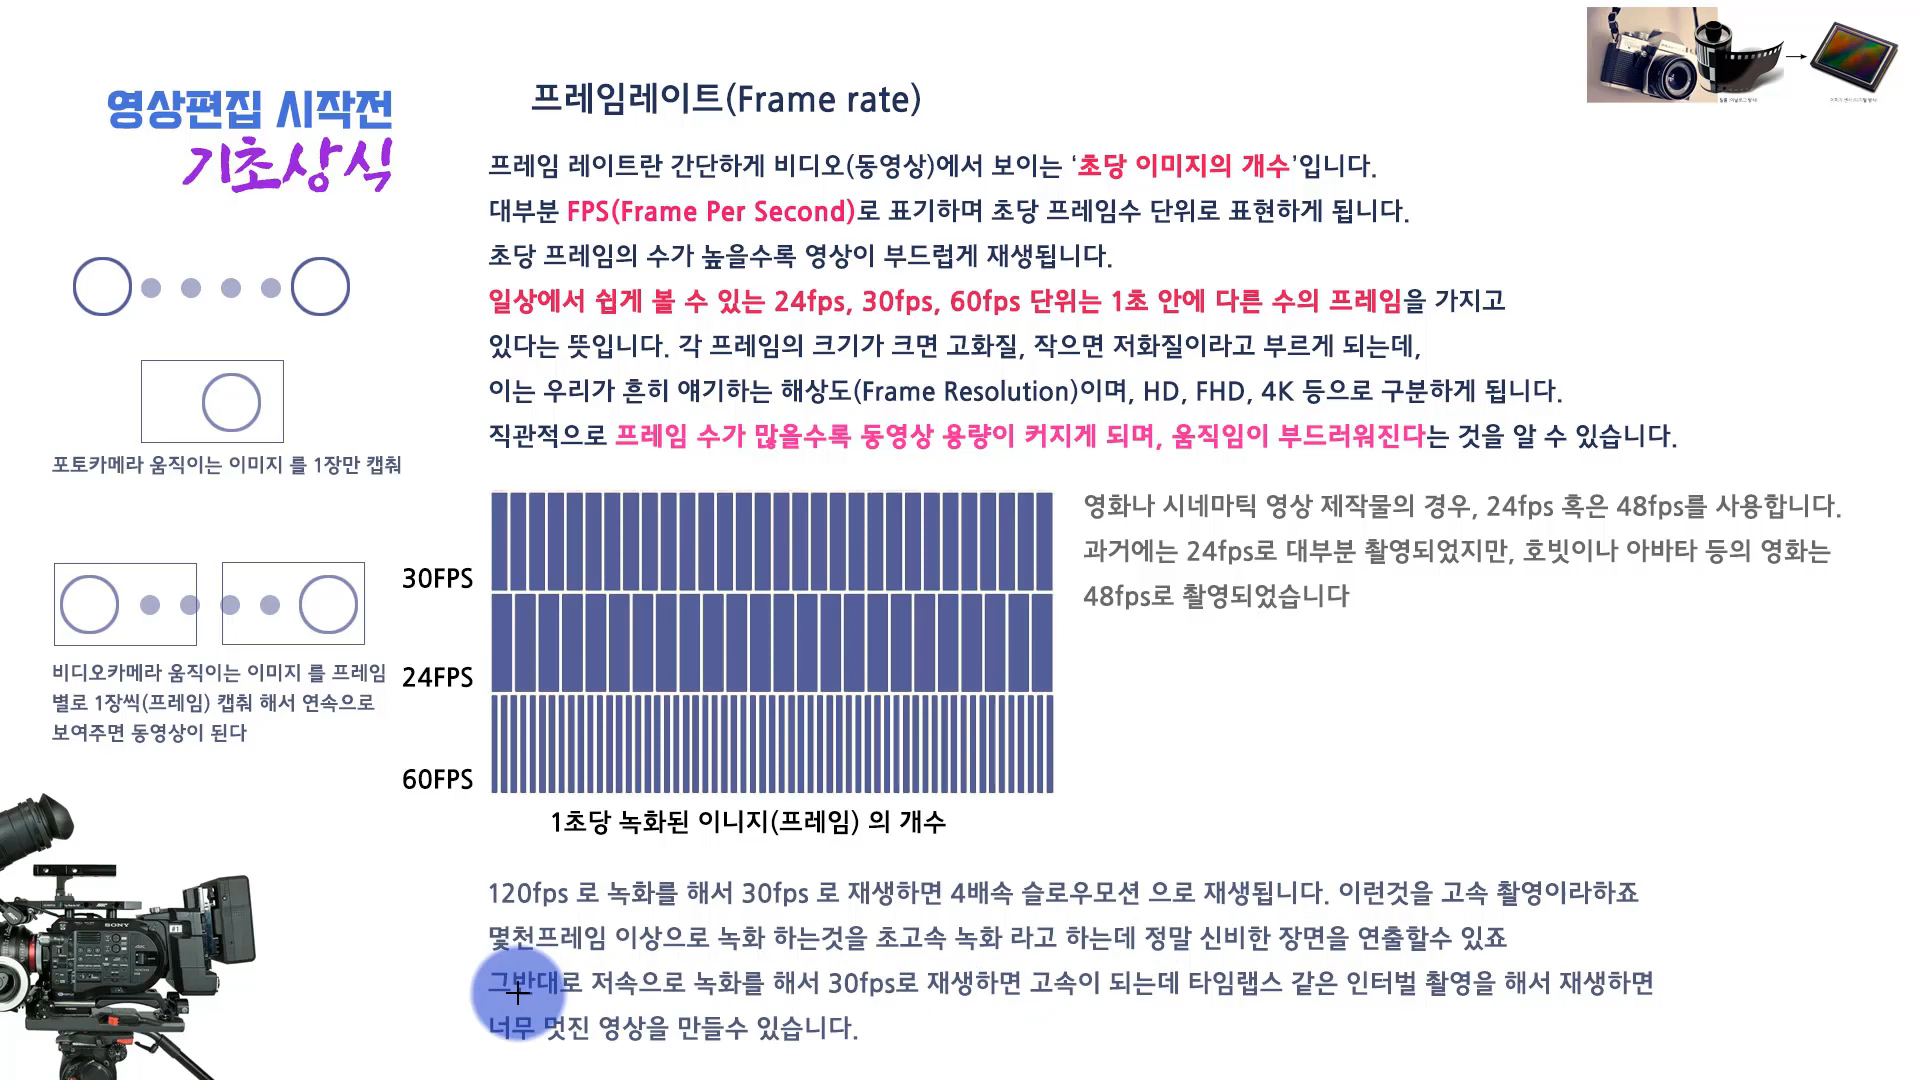 영상편집 시작전
기초상식
프레임레이트(Frame rate)
프레임 레이트란 간단하게 비디오(동영상)에서 보이는 ‘초당 이미지의 개수’입니다.
대부분 FPS(Frame Per Second)로 표기하며 초당 프레임수 단위로 표현하게 됩니다.
초당 프레임의 수가 높을수록 영상이 부드럽게 재생됩니다.
일상에서 쉽게 볼 수 있는 24fps, 30fps, 60fps 단위는 1초 안에 다른 수의 프레임을 가지고
있다는 뜻입니다. 각 프레임의 크기가 크면 고화질, 작으면 저화질이라고 부르게 되는데,
이는 우리가 흔히 얘기하는 해상도(Frame Resolution)이며, HD, FHD, 4K 등으로 구분하게 됩니다.
직관적으로 프레임 수가 많을수록 동영상 용량이 커지게 되며, 움직임이 부드러워진다는 것을 알 수 있습니다.
포토카메라 움직이는 이미지 를 1장만 캡춰
비디오카메라 움직이는 이미지 를 프레임
별로 1장씩(프레임) 캡춰 해서 연속으로
보여주면 동영상이 된다
30FPS
24FPS
60FPS
1초당 녹화된 이니지(프레임) 의 개수
영화나 시네마틱 영상 제작물의 경우, 24fps 혹은 48fps를 사용합니다.
과거에는 24fps로 대부분 촬영되었지만, 호빗이나 아바타 등의 영화는
48fps로 촬영되었습니다
120fps 로 녹화를 해서 30fps 로 재생하면 4배속 슬로우모션 으로 재생됩니다. 이런것을 고속 촬영이라하죠
몇천프레임 이상으로 녹화 하는것을 초고속 녹화 라고 하는데 정말 신비한 장면을 연출할수 있죠
그반대로 저속으로 녹화를 해서 30fps로 재생하면 고속이 되는데 타임랩스 같은 인터벌 촬영을 해서 재생하면
너무 멋진 영상을 만들수 있습니다.
SONY
#1